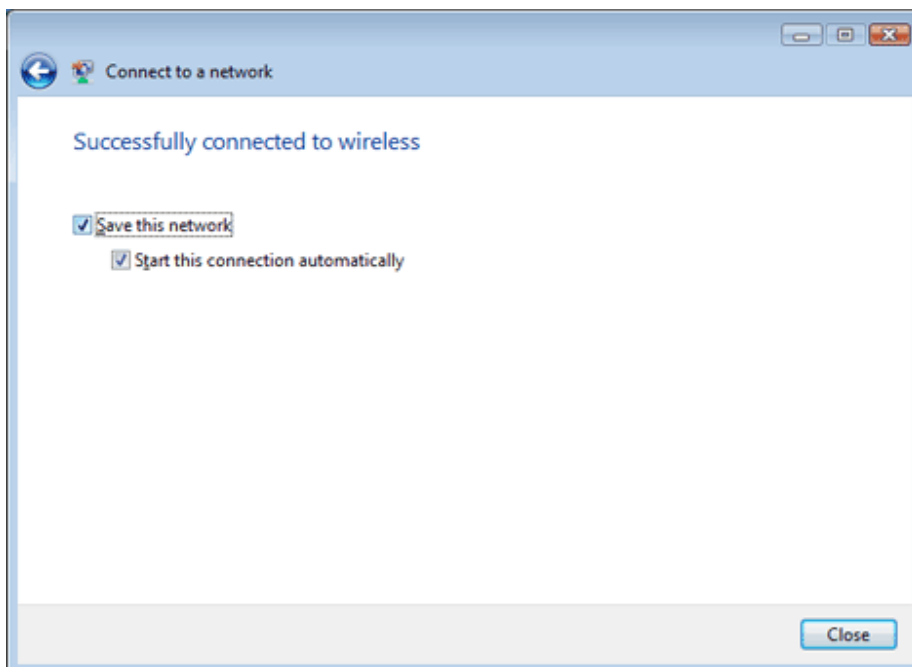 Connect to a network
Successfully connected to wireless
Save this network
Start this connection automatically
Close